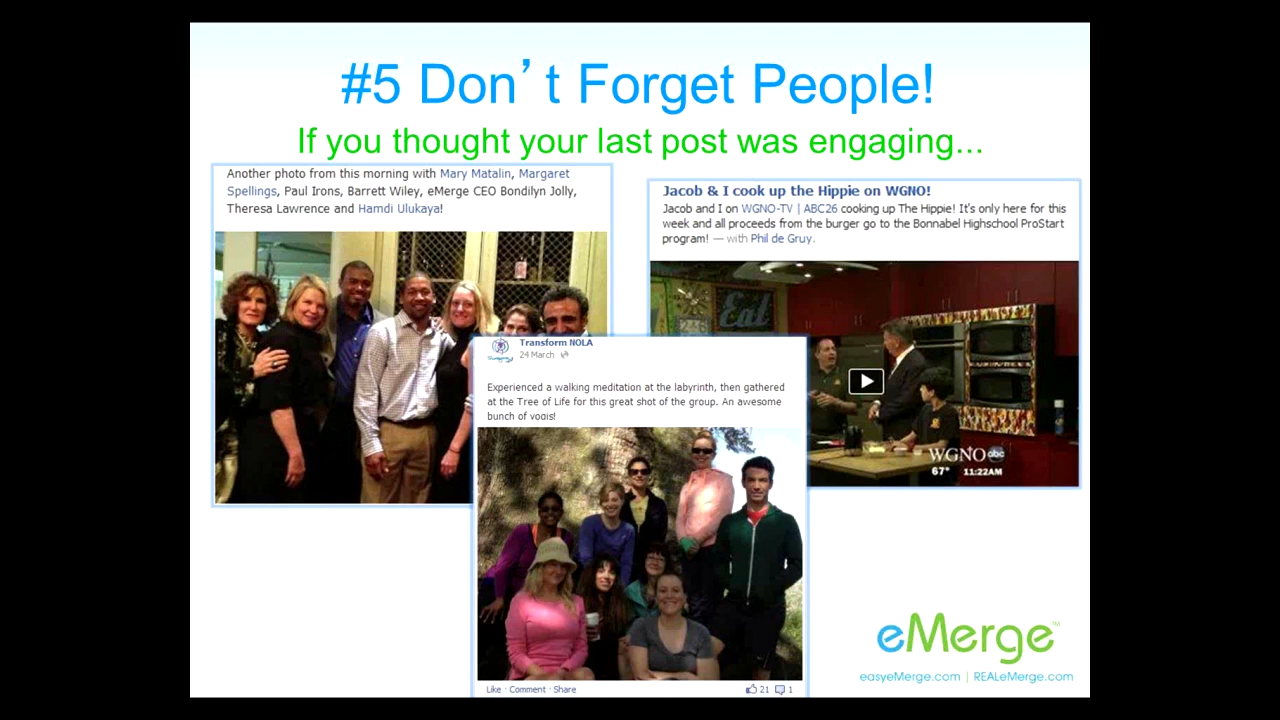 #5 Don’t Forget People!
If you thought your last post was engaging...
Another photo from this morning with Mary Matalin, Margaret
Spellings, Paul Irons, Barrett Wiley, eMerge CEO Bondilyn Jolly,
Theresa Lawrence and Hamdi Ulukaya!
Jacob & I cook up the Hippie on WGNO!
Jacob and I on WGNO-TV | ABC26 cooking up The Hippie! It's only here for this
week and all proceeds from the burger go to the Bonnabel Highschool ProStart
program! — with Phil de Gruy.
Eat
WGNO abc
67° 11:22AM
Transform NOLA
24 March
Experienced a walking meditation at the labyrinth, then gathered
at the Tree of Life for this great shot of the group. An awesome
bunch of yogis!
Like · Comment · Share 21 1
eMerge™
easyeMerge.com | REALeMerge.com